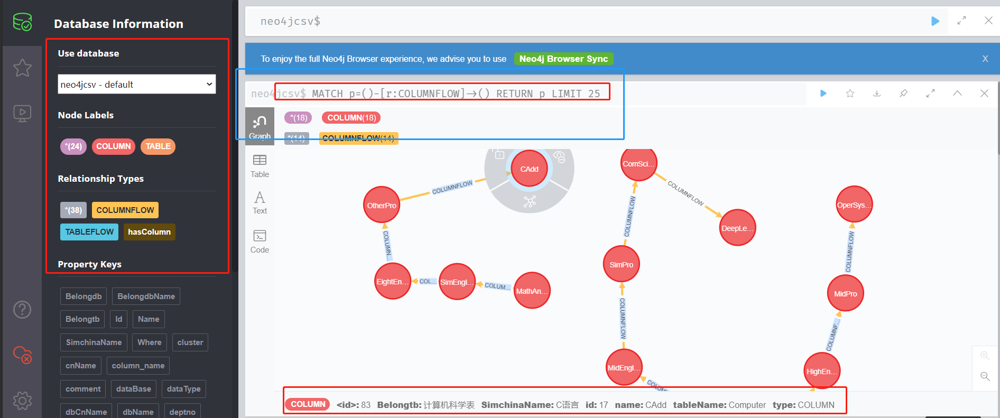 Database Information
Use database
neo4jcsv - default
Node Labels
*(24) COLUMN TABLE
Relationship Types
*(38) COLUMNFLOW
TABLEFLOW hasColumn
Property Keys
Belongdb BelongdbName
Belongtb Id Name
SimchinaName Where cluster
cnName column_name
comment dataBase dataType
dbCnName dbName deptno
neo4jcsv$
To enjoy the full Neo4j Browser experience, we advise you to use Neo4j Browser Sync X
neo4jcsv$ MATCH p=()-[r:COLUMNFLOW]->() RETURN p LIMIT 25
*(18) COLUMN(18)
*(14) COLUMNFLOW(14)
Graph
Table
Text
Code
CAdd
ComSci...
COLUMNFLOW
COLUMNFLOW
OtherPro
OperSys...
COLUMNFLOW
DeepLe...
COLUMN...
COLUMNFLOW
SimPro
EightEn...
COL...
SimEngl...
COLUM...
MathAn...
MidPro
COLUMNFLOW
COLUMNF...
MidEngl...
HighEn...
COLUMN <id>: 83 Belongtb: 计算机科学表 SimchinaName: C语言 id: 17 name: CAdd tableName: Computer type: COLUMN